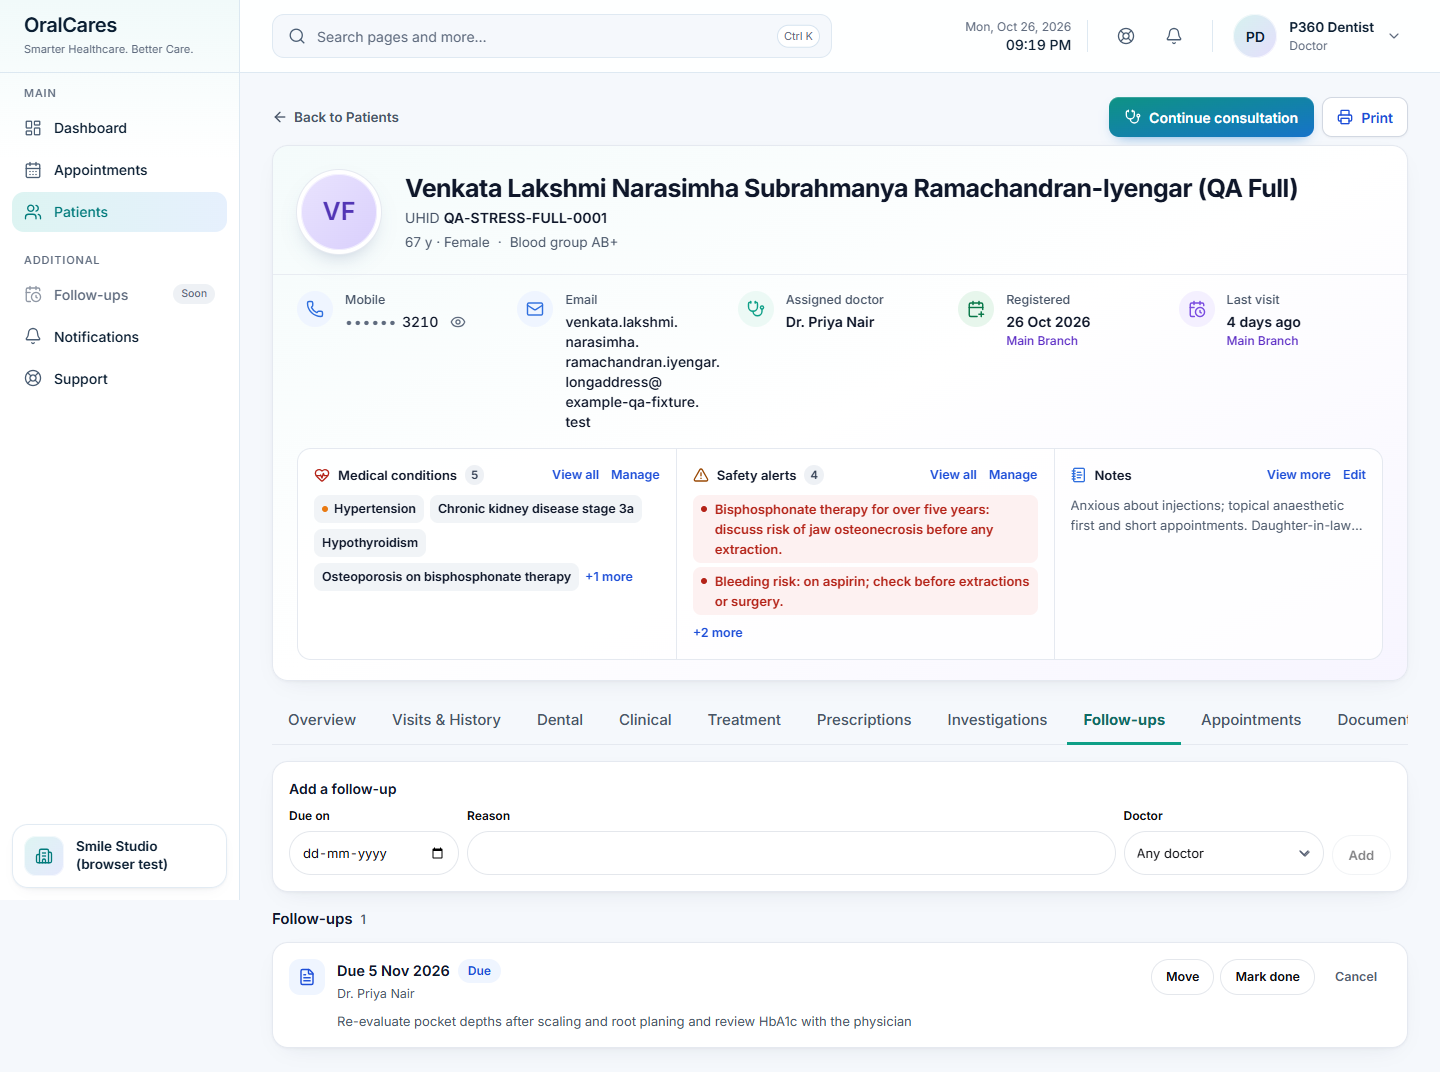 OralCares
Smarter Healthcare. Better Care.
Search pages and more...
Ctrl K
Mon, Oct 26, 2026
09:19 PM
PD
P360 Dentist
Doctor
MAIN
Dashboard
Appointments
Patients
ADDITIONAL
Follow-ups
Soon
Notifications
Support
Smile Studio
(browser test)
Back to Patients
Continue consultation
Print
VF
Venkata Lakshmi Narasimha Subrahmanya Ramachandran-Iyengar (QA Full)
UHID QA-STRESS-FULL-0001
67 y · Female · Blood group AB+
Mobile
•••••• 3210
Email
venkata.lakshmi.
narasimha.
ramachandran.iyengar.
longaddress@
example-qa-fixture.
test
Assigned doctor
Dr. Priya Nair
Registered
26 Oct 2026
Main Branch
Last visit
4 days ago
Main Branch
Medical conditions 5
View all Manage
Hypertension
Chronic kidney disease stage 3a
Hypothyroidism
Osteoporosis on bisphosphonate therapy
+1 more
Safety alerts 4
View all Manage
Bisphosphonate therapy for over five years:
discuss risk of jaw osteonecrosis before any
extraction.
Bleeding risk: on aspirin; check before extractions
or surgery.
+2 more
Notes
View more Edit
Anxious about injections; topical anaesthetic
first and short appointments. Daughter-in-law...
Overview
Visits & History
Dental
Clinical
Treatment
Prescriptions
Investigations
Follow-ups
Appointments
Document
Add a follow-up
Due on
dd-mm-yyyy
Reason
Doctor
Any doctor
Add
Follow-ups 1
Due 5 Nov 2026 Due
Dr. Priya Nair
Re-evaluate pocket depths after scaling and root planing and review HbA1c with the physician
Move
Mark done
Cancel